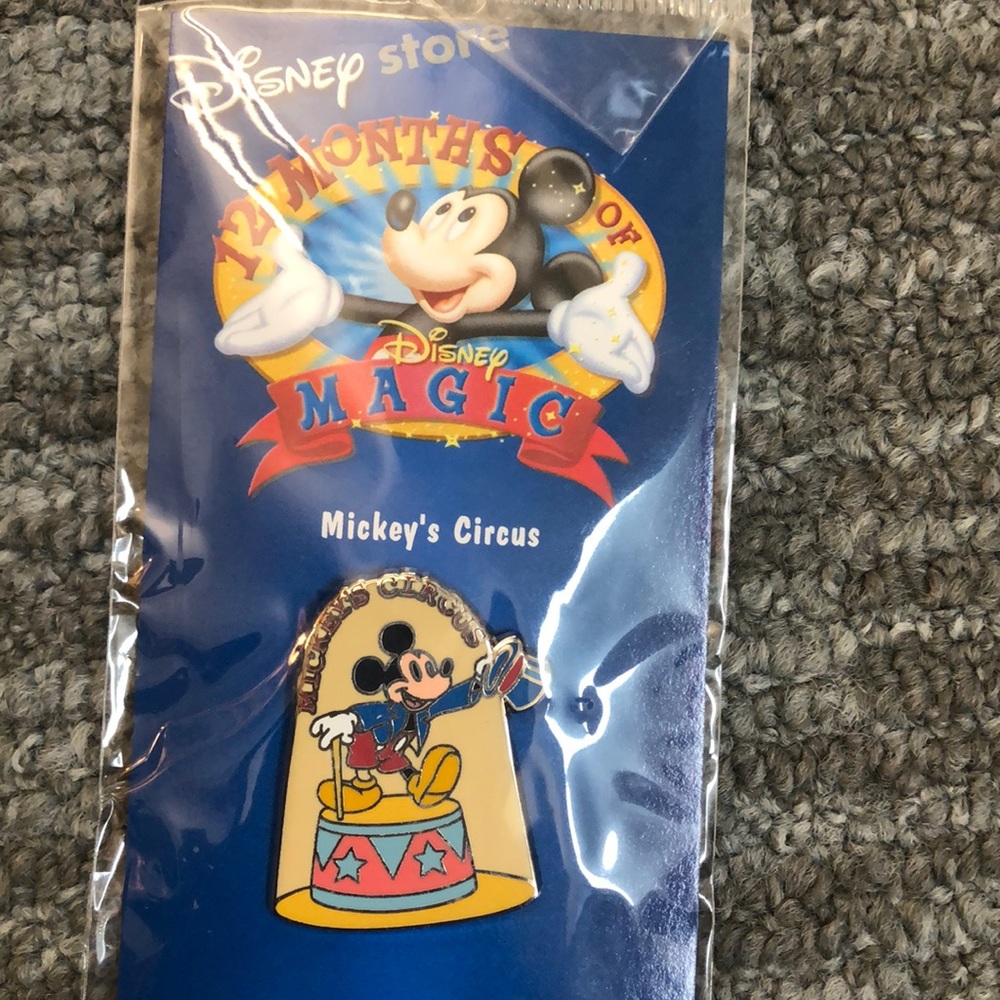 Disney store
12 MONTHS OF
Disney
MAGIC
Mickey's Circus
MICKEY'S CIRCUS